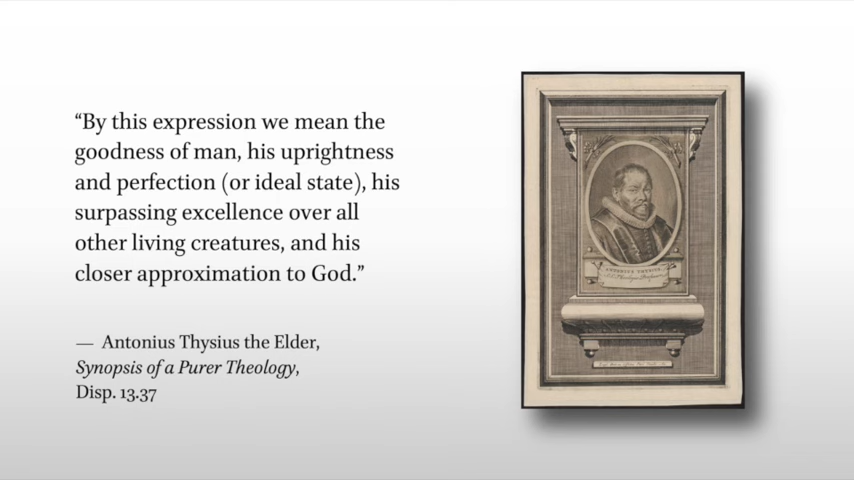 “By this expression we mean the
goodness of man, his uprightness
and perfection (or ideal state), his
surpassing excellence over all
other living creatures, and his
closer approximation to God.”
— Antonius Thysius the Elder,
Synopsis of a Purer Theology,
Disp. 13.37
ANTONIUS THYSIUS